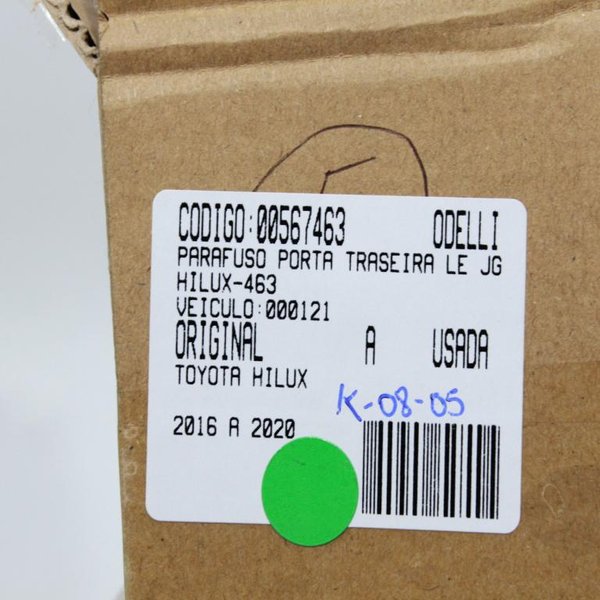 CODIGO:00567463 ODELLI
PARAFUSO PORTA TRASEIRA LE JG
HILUX-463
VEICULO:000121
ORIGINAL A USADA
TOYOTA HILUX
K-08-05
2016 A 2020